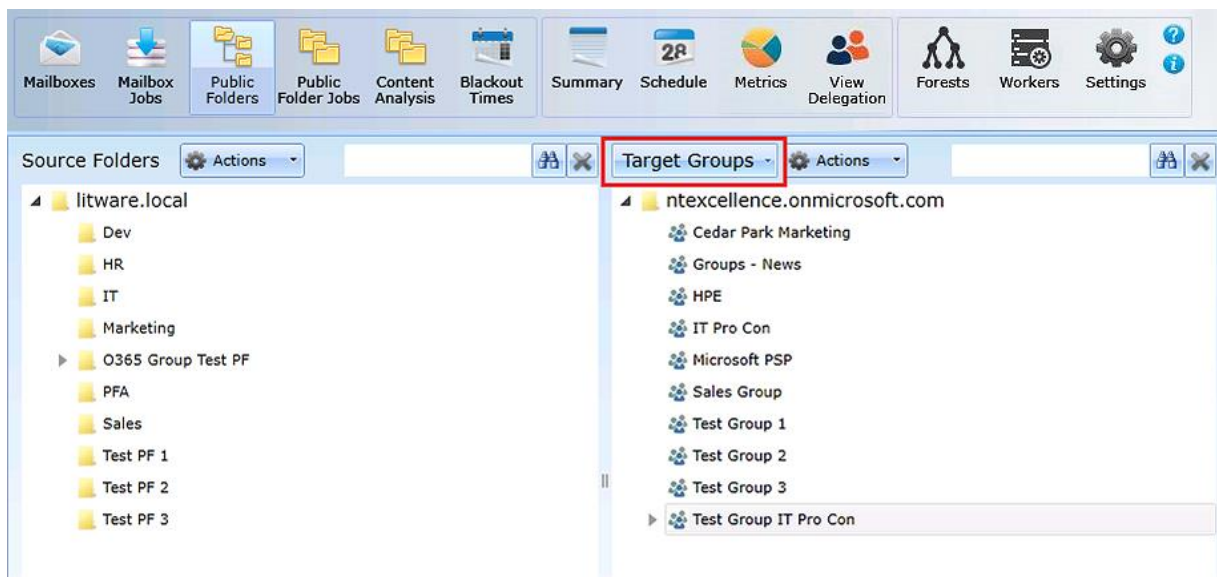 Mailboxes
Mailbox
Jobs
Public
Folders
Public
Folder Jobs
Content
Analysis
Blackout
Times
Summary
28
Schedule
Metrics
View
Delegation
Forests
Workers
Settings
?
i
Source Folders
Actions
Target Groups
Actions
litware.local
Dev
HR
IT
Marketing
O365 Group Test PF
PFA
Sales
Test PF 1
Test PF 2
Test PF 3
ntexcellence.onmicrosoft.com
Cedar Park Marketing
Groups - News
HPE
IT Pro Con
Microsoft PSP
Sales Group
Test Group 1
Test Group 2
Test Group 3
Test Group IT Pro Con